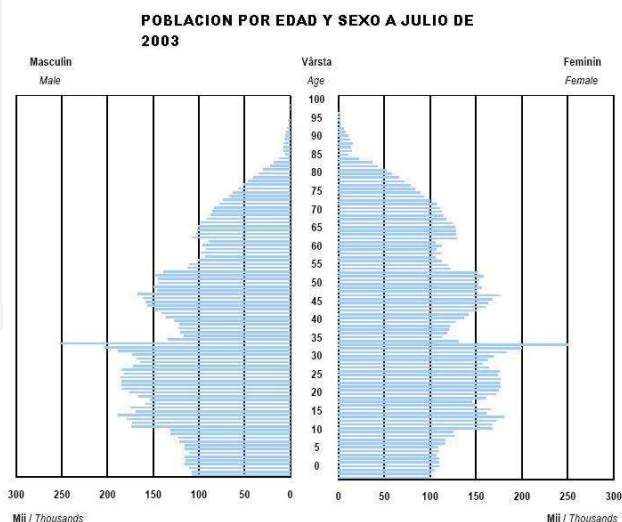 POBLACION POR EDAD Y SEXO A JULIO DE
2003
Masculin
Vârsta
Feminin
Male
Age
Female
100
90
85
80
75
70
65
60
55
50
45
40
35
30
25
20
15
10
5
0
300 250 200 150 100 50 0
0 50 100 150 200 250 300
Mii / Thousands
Mii / Thousands